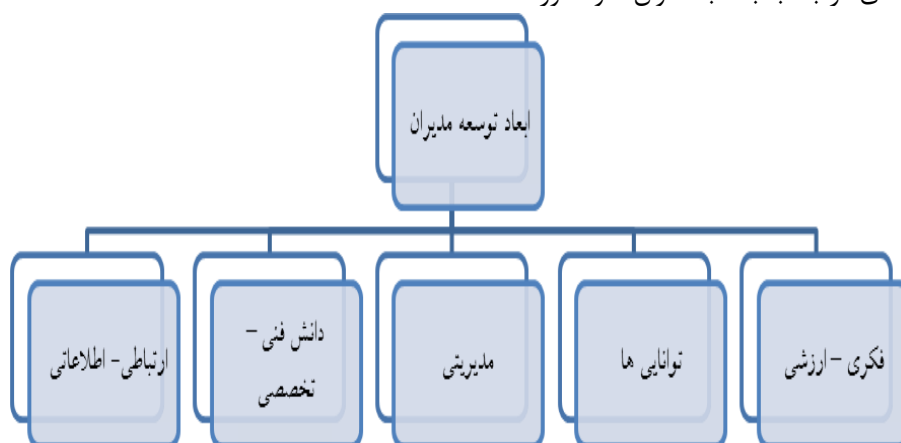 ابعاد توسعه مدیران
فکری – ارزشی
توانایی ها
مدیریتی
دانش فنی –
تخصصی
ارتباطی- اطلاعاتی